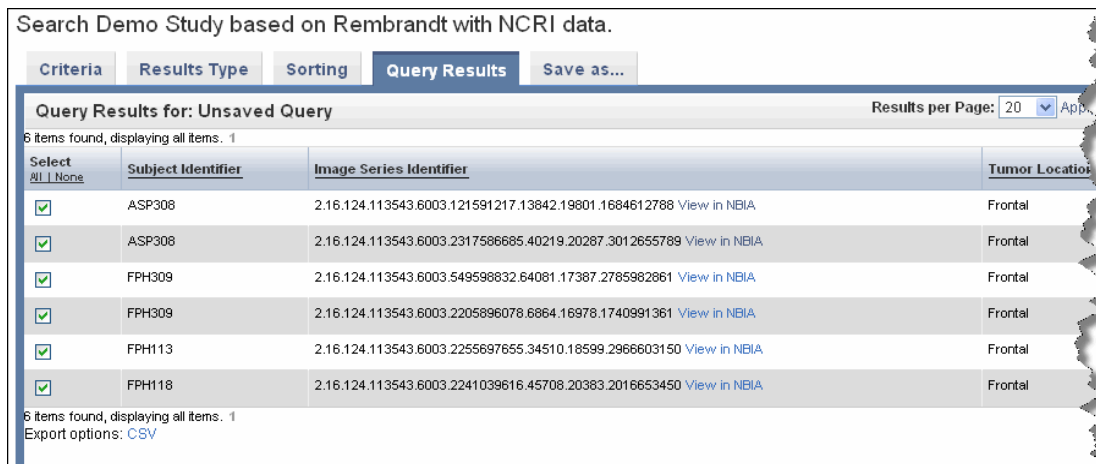 Search Demo Study based on Rembrandt with NCRI data.
Criteria Results Type Sorting Query Results Save as...
Query Results for: Unsaved Query Results per Page: 20
6 items found, displaying all items. 1
Select All | None Subject Identifier Image Series Identifier Tumor Location
ASP308 2.16.124.113543.6003.121591217.13842.19801.1684612788 View in NBIA Frontal
ASP308 2.16.124.113543.6003.2317586685.40219.20287.3012655789 View in NBIA Frontal
FPH309 2.16.124.113543.6003.549598832.64081.17387.2785982861 View in NBIA Frontal
FPH309 2.16.124.113543.6003.2205896078.6864.16978.1740991361 View in NBIA Frontal
FPH113 2.16.124.113543.6003.2255697655.34510.18599.2966603150 View in NBIA Frontal
FPH118 2.16.124.113543.6003.2241039616.45708.20383.2016653450 View in NBIA Frontal
6 items found, displaying all items. 1
Export options: CSV